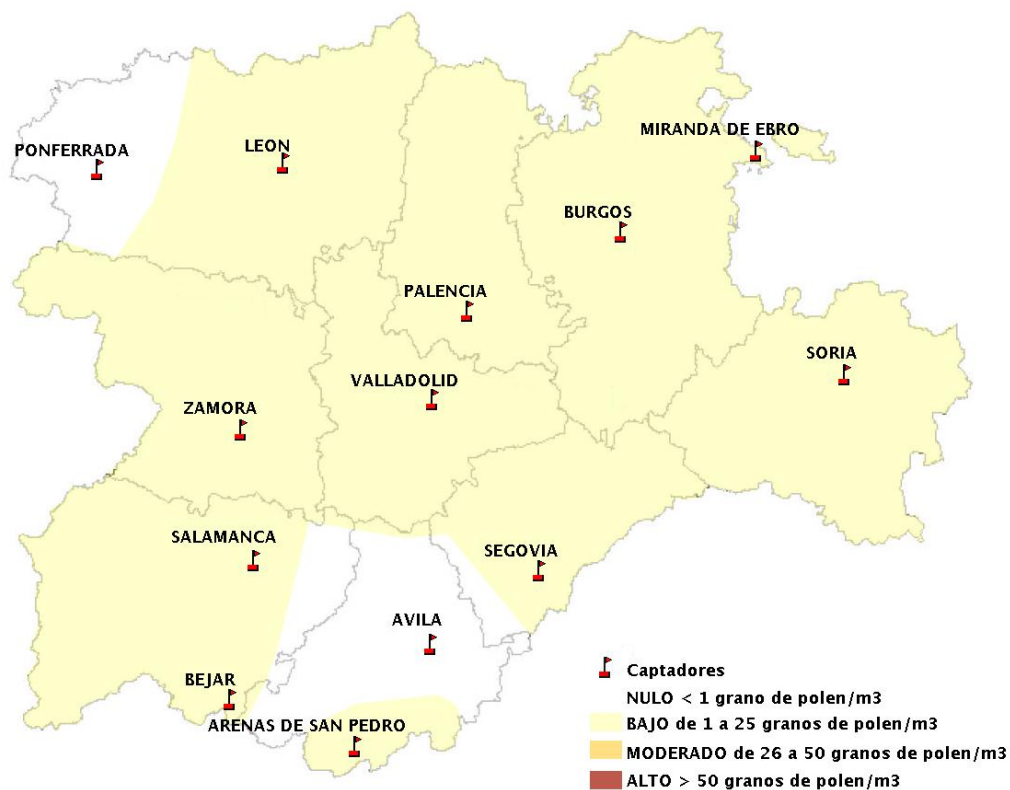 MIRANDA DE EBRO
PONFERRADA
LEON
BURGOS
PALENCIA
SORIA
VALLADOLID
ZAMORA
SALAMANCA
SEGOVIA
AVILA
BEJAR
ARENAS DE SAN PEDRO
Captadores
NULO < 1 grano de polen/m3
BAJO de 1 a 25 granos de polen/m3
MODERADO de 26 a 50 granos de polen/m3
ALTO > 50 granos de polen/m3